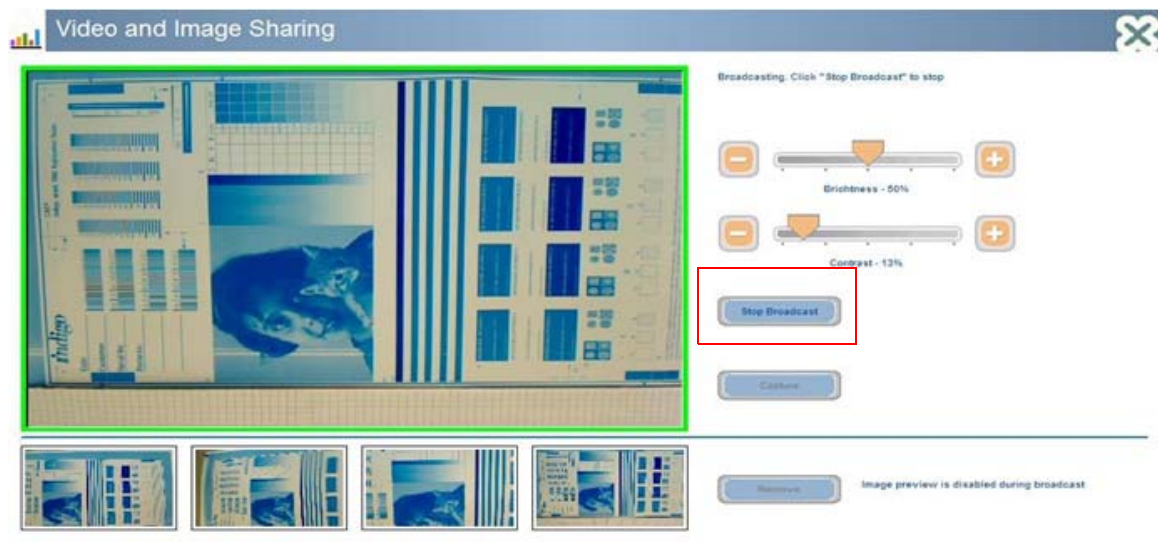 Video and Image Sharing
Broadcasting. Click "Stop Broadcast" to stop
Brightness - 50%
Contrast - 13%
Stop Broadcast
Capture
indigo
Remove
Image preview is disabled during broadcast